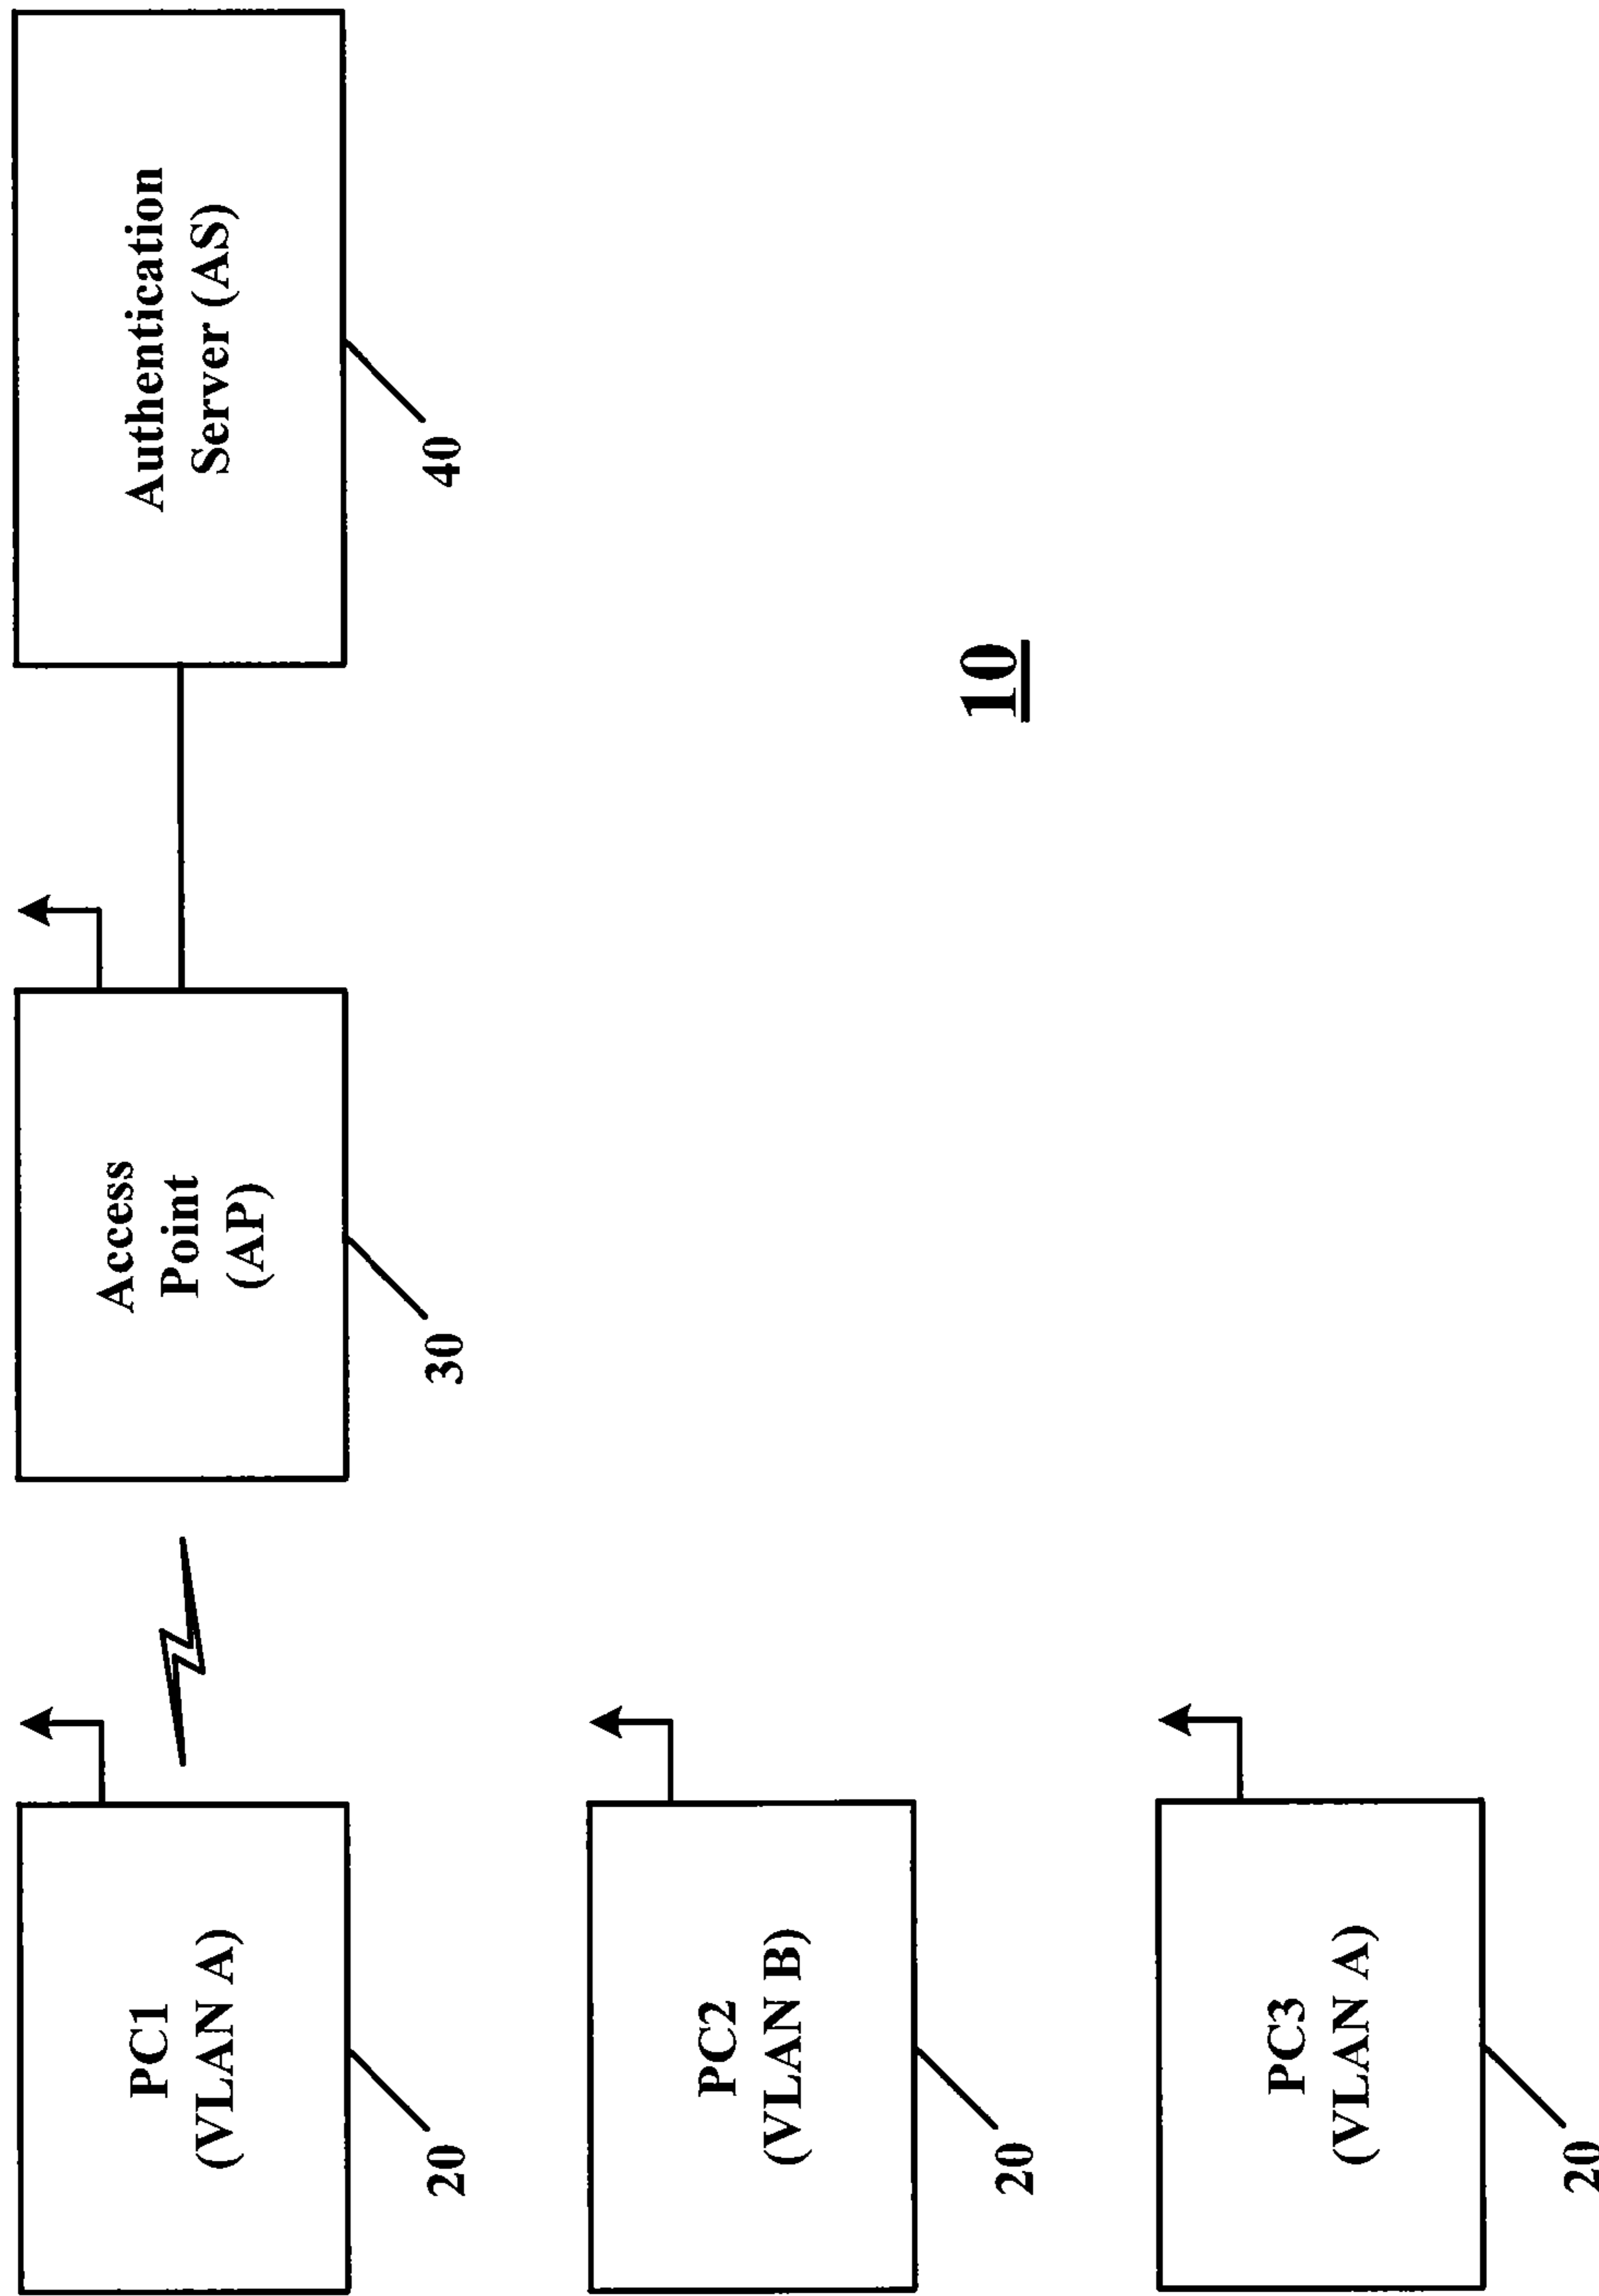 PC1
(VLAN A)
20
Access
Point
(AP)
30
Authentication
Server (AS)
40
PC2
(VLAN B)
20
PC3
(VLAN A)
20
10